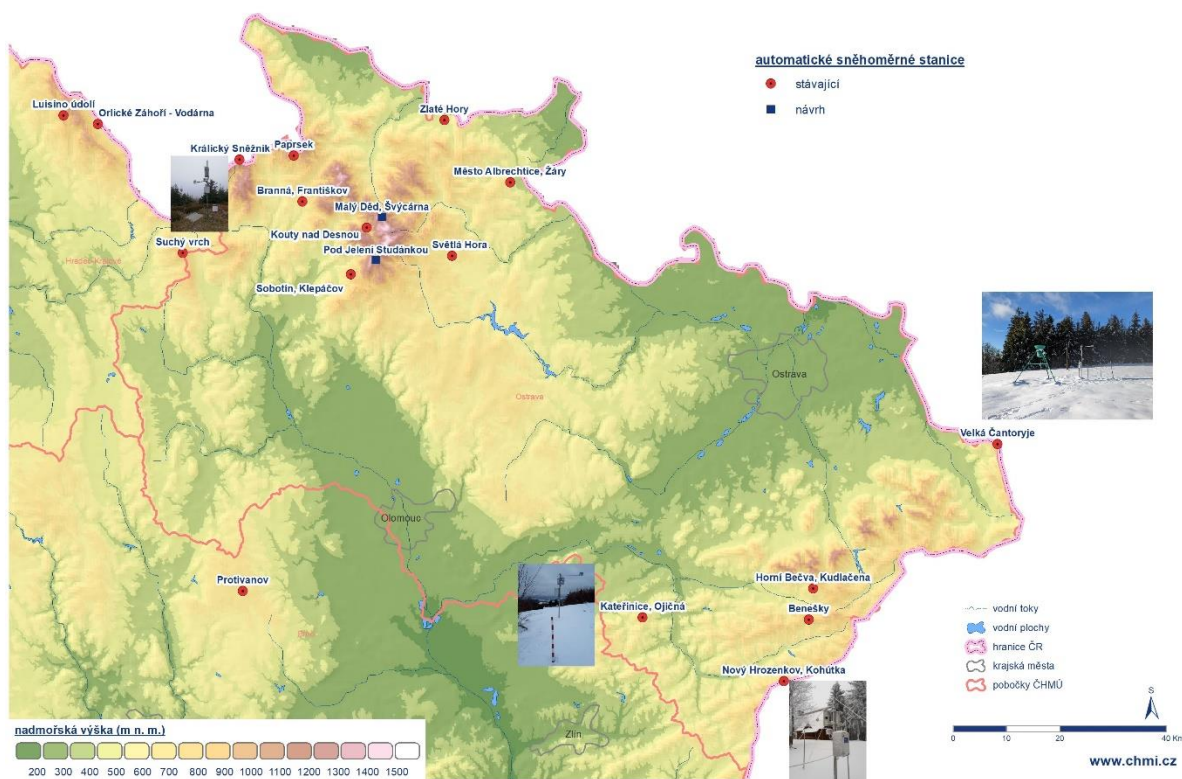 automatické sněhoměrné stanice
stávající
návrh
Luisino údolí
Orlické Záhoří - Vodárna
Zlaté Hory
Králický Sněžník
Paprsek
Město Albrechtice, Žáry
Branná, Františkov
Malý Děd, Švýcárna
Kouty nad Desnou
Suchý vrch
Pod Jelení Studánkou
Světlá Hora
Sobotín, Klepáčov
Ostrava
Ostrava
Velká Čantoryje
Olomouc
Protivanov
Horní Bečva, Kudlačena
Kateřinice, Ojičná
Benešky
Nový Hrozenkov, Kohútka
Zlín
vodní toky
vodní plochy
hranice ČR
krajská města
pobočky ČHMÚ
nadmořská výška (m n. m.)
200 300 400 500 600 700 800 900 1000 1100 1200 1300 1400 1500
S
0 10 20 40 Km
www.chmi.cz